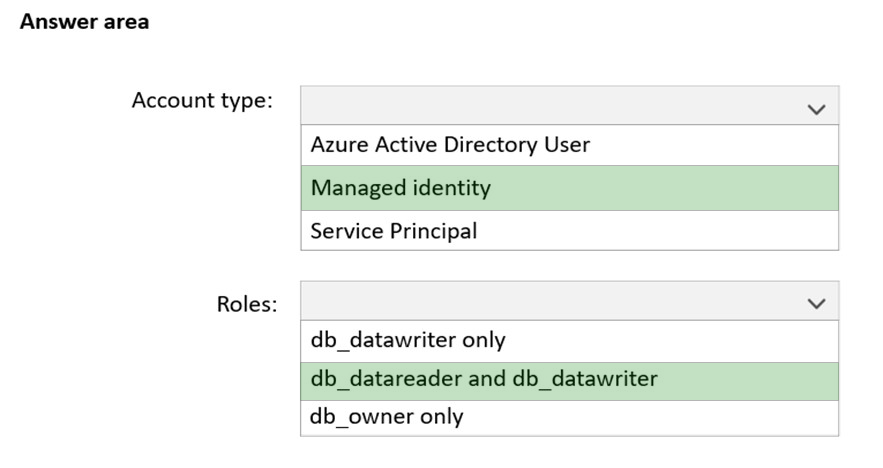 Answer area
Account type:
Azure Active Directory User
Managed identity
Service Principal
Roles:
db_datawriter only
db_datareader and db_datawriter
db_owner only